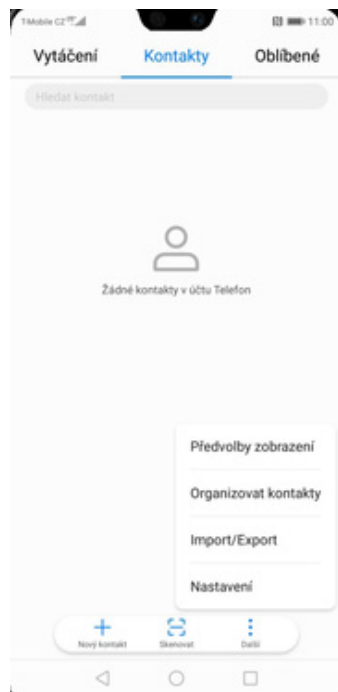 T-Mobile CZ
11:00
Vytáčení Kontakty Oblíbené
Hledat kontakt
Žádné kontakty v účtu Telefon
Předvolby zobrazení
Organizovat kontakty
Import/Export
Nastavení
Nový kontakt Skenovat Další